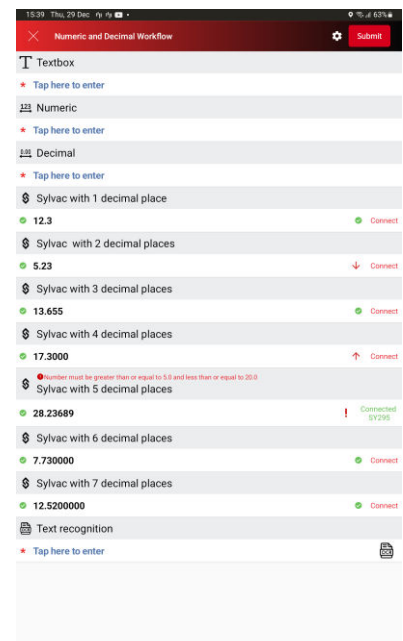 15:39 Thu, 29 Dec
63%
Numeric and Decimal Workflow
Submit
Textbox
* Tap here to enter
123 Numeric
* Tap here to enter
0.00 Decimal
* Tap here to enter
Sylvac with 1 decimal place
12.3 Connect
Sylvac with 2 decimal places
5.23 Connect
Sylvac with 3 decimal places
13.655 Connect
Sylvac with 4 decimal places
17.3000 Connect
Number must be greater than or equal to 5.0 and less than or equal to 20.0
Sylvac with 5 decimal places
28.23689 ! Connected
SY295
Sylvac with 6 decimal places
7.730000 Connect
Sylvac with 7 decimal places
12.5200000 Connect
Text recognition
* Tap here to enter